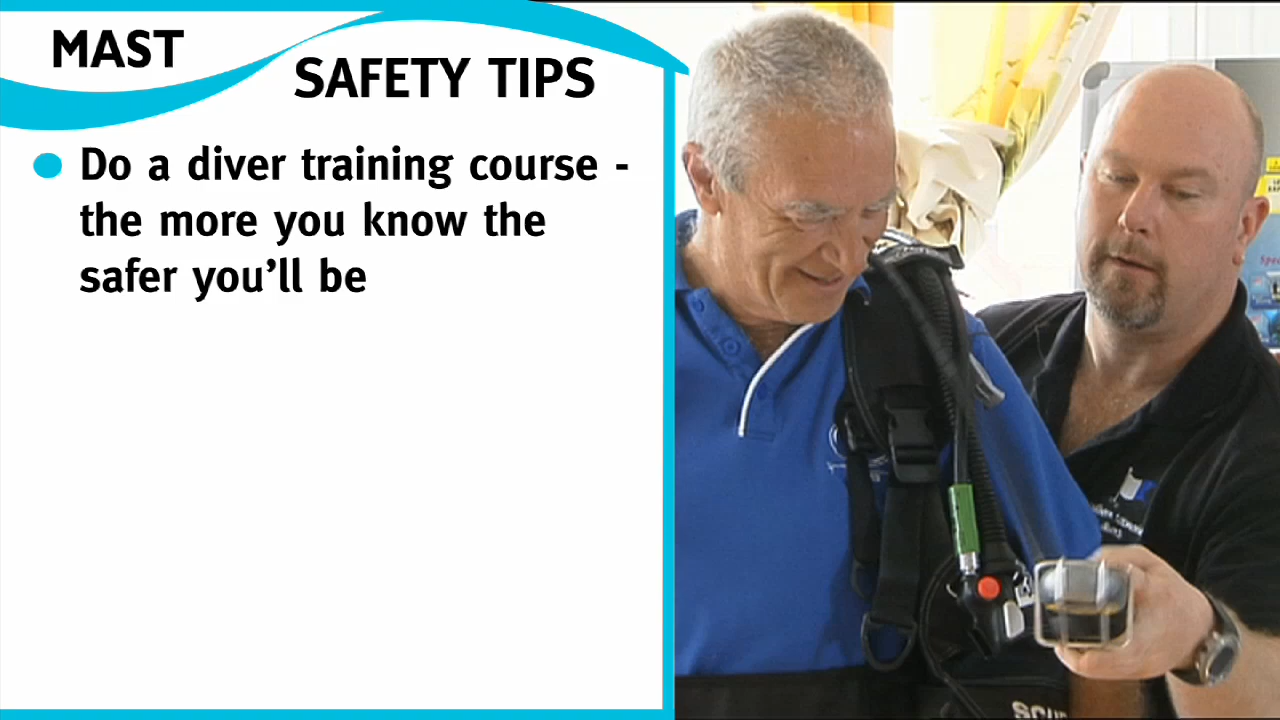 MAST
SAFETY TIPS
Do a diver training course -
the more you know the
safer you'll be